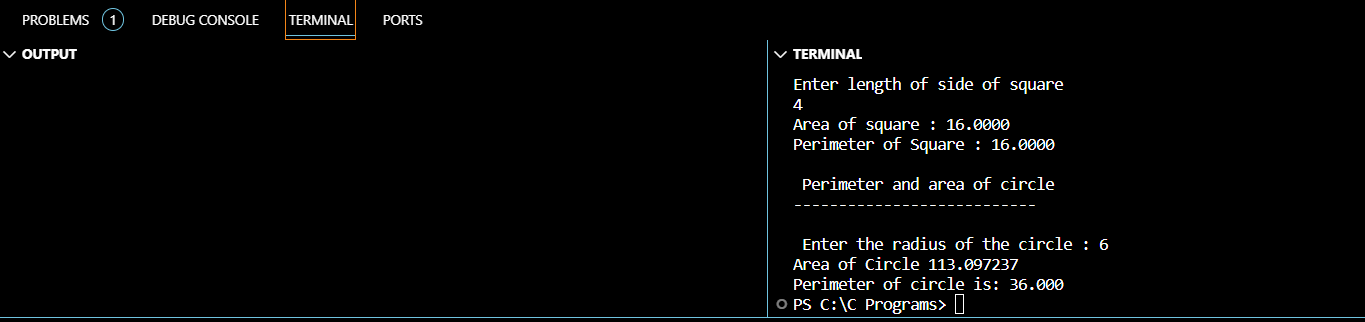 PROBLEMS 1 DEBUG CONSOLE TERMINAL PORTS
OUTPUT
TERMINAL
Enter length of side of square
4
Area of square : 16.0000
Perimeter of Square : 16.0000
Perimeter and area of circle
---------------------------
Enter the radius of the circle : 6
Area of Circle 113.097237
Perimeter of circle is: 36.000
PS C:\C Programs>